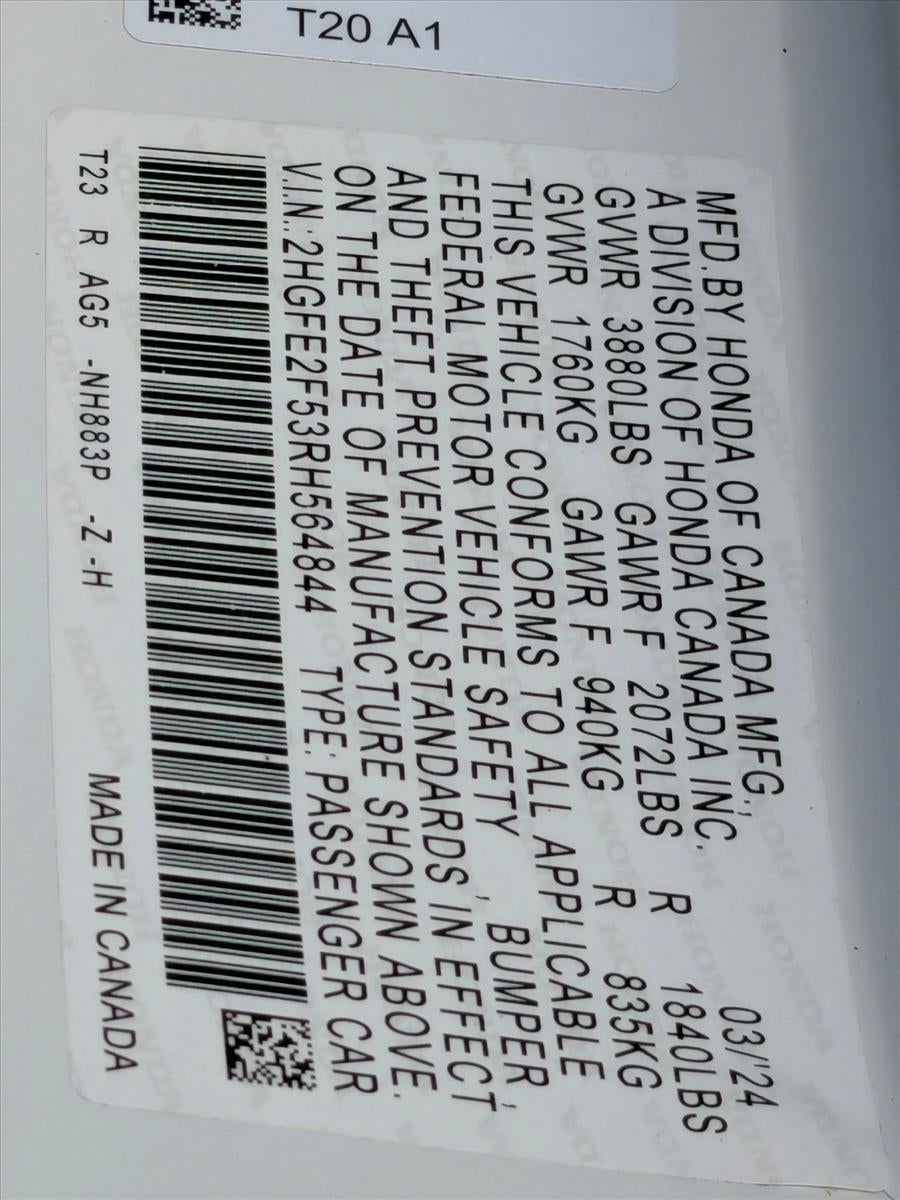 T20 A1
MFD.BY HONDA OF CANADA MFG.,
A DIVISION OF HONDA CANADA INC. 03/'24
GVWR 3880LBS GAWR F 2072LBS R 1840LBS
GVWR 1760KG GAWR F 940KG R 835KG
THIS VEHICLE CONFORMS TO ALL APPLICABLE
FEDERAL MOTOR VEHICLE SAFETY , BUMPER ,
AND THEFT PREVENTION STANDARDS IN EFFECT
ON THE DATE OF MANUFACTURE SHOWN ABOVE.
V.I.N.:2HGFE2F53RH564844 TYPE: PASSENGER CAR
T23 R AG5 -NH883P -Z -H MADE IN CANADA